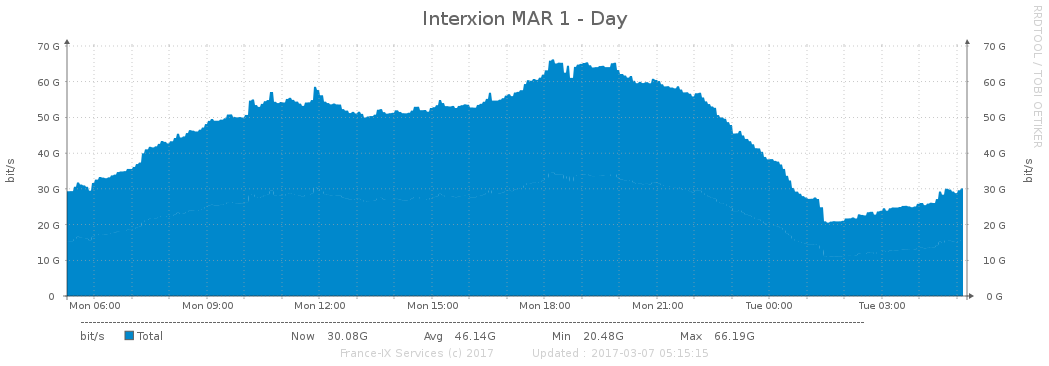 Interxion MAR 1 - Day
RRDTOOL / TOBI OETIKER
70 G 70 G
60 G 60 G
50 G 50 G
40 G 40 G
30 G 30 G
20 G 20 G
10 G 10 G
0 0 G
bit/s bit/s
Mon 06:00 Mon 09:00 Mon 12:00 Mon 15:00 Mon 18:00 Mon 21:00 Tue 00:00 Tue 03:00
bit/s Total Now 30.08G Avg 46.14G Min 20.48G Max 66.19G
France-IX Services (c) 2017 Updated : 2017-03-07 05:15:15